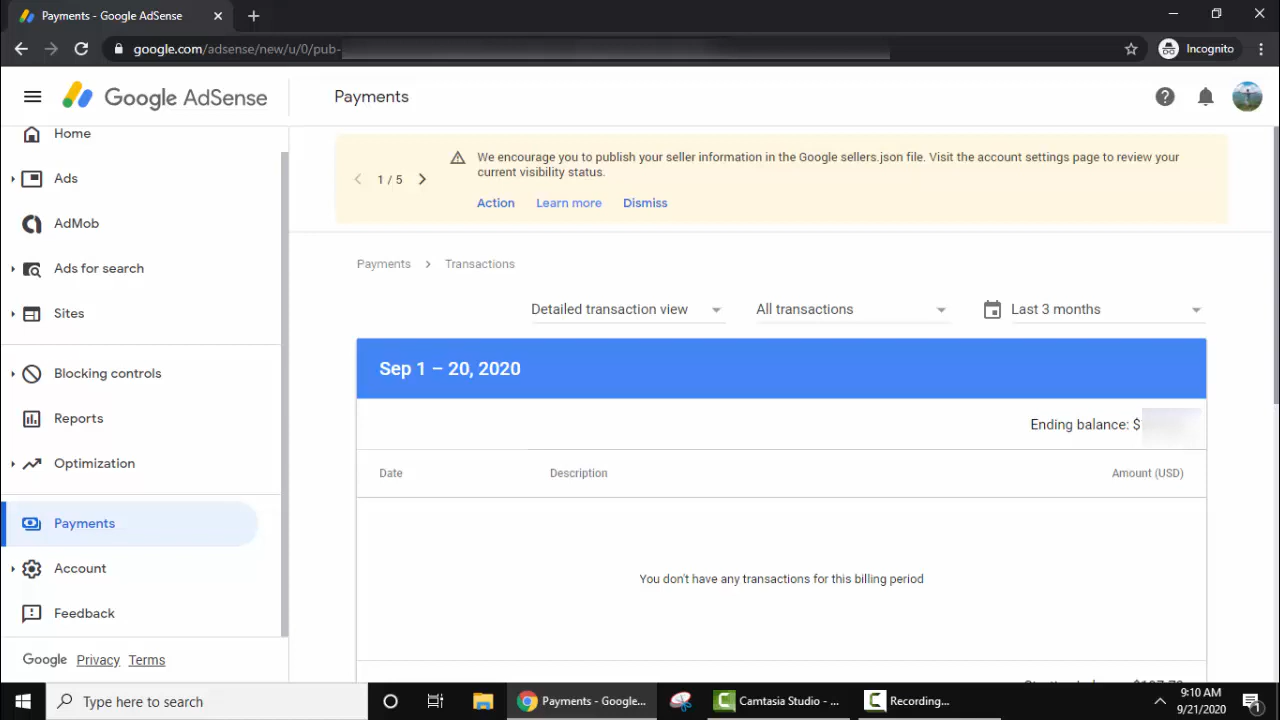 Payments - Google AdSense
google.com/adsense/new/u/0/pub-
Incognito
Google AdSense
Payments
Home
Ads
AdMob
Ads for search
Sites
Blocking controls
Reports
Optimization
Payments
Account
Feedback
Google Privacy Terms
1 / 5
We encourage you to publish your seller information in the Google sellers.json file. Visit the account settings page to review your
current visibility status.
Action Learn more Dismiss
Payments Transactions
Detailed transaction view All transactions Last 3 months
Sep 1 – 20, 2020
Ending balance: $
Date Description Amount (USD)
You don't have any transactions for this billing period
Type here to search
Payments - Google...
Camtasia Studio - ...
Recording...
9:10 AM
9/21/2020
1